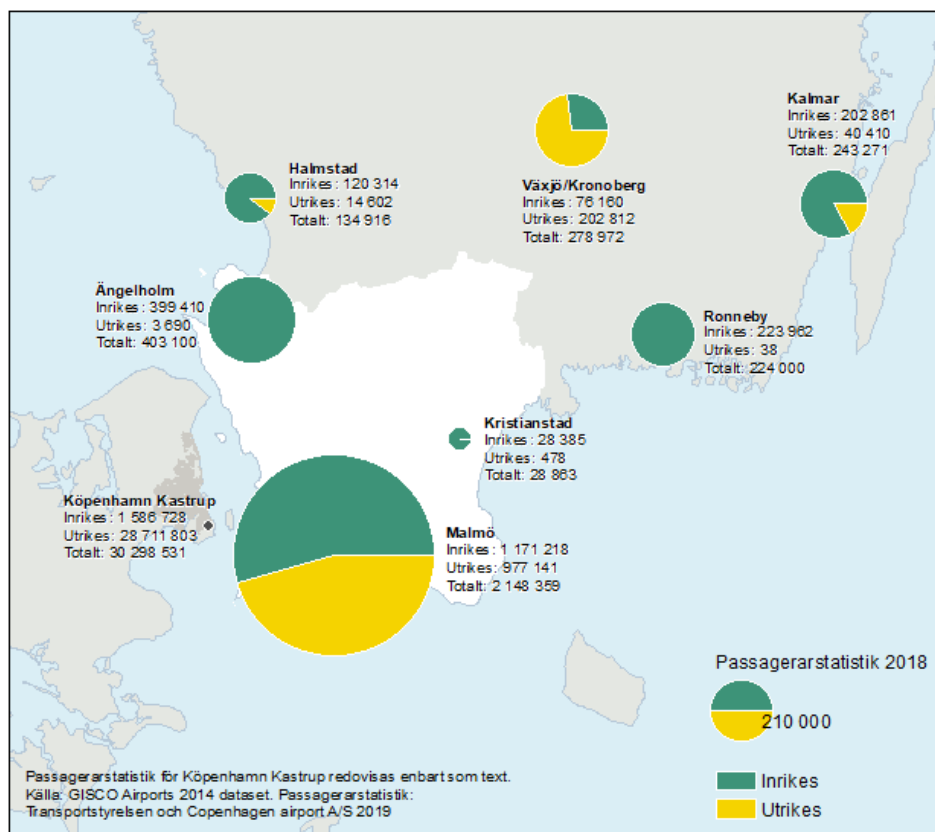 Kalmar
Inrikes: 202 861
Utrikes: 40 410
Totalt: 243 271
Halmstad
Inrikes: 120 314
Utrikes: 14 602
Totalt: 134 916
Växjö/Kronoberg
Inrikes: 76 160
Utrikes: 202 812
Totalt: 278 972
Ängelholm
Inrikes: 399 410
Utrikes: 3 690
Totalt: 403 100
Ronneby
Inrikes: 223 962
Utrikes: 38
Totalt: 224 000
Kristianstad
Inrikes: 28 385
Utrikes: 478
Totalt: 28 863
Köpenhamn Kastrup
Inrikes: 1 586 728
Utrikes: 28 711 803
Totalt: 30 298 531
Malmö
Inrikes: 1 171 218
Utrikes: 977 141
Totalt: 2 148 359
Passagerarstatistik 2018
210 000
Inrikes
Utrikes
Passagerarstatistik för Köpenhamn Kastrup redovisas enbart som text.
Källa: GISCO Airports 2014 dataset. Passagerarstatistik:
Transportstyrelsen och Copenhagen airport A/S 2019